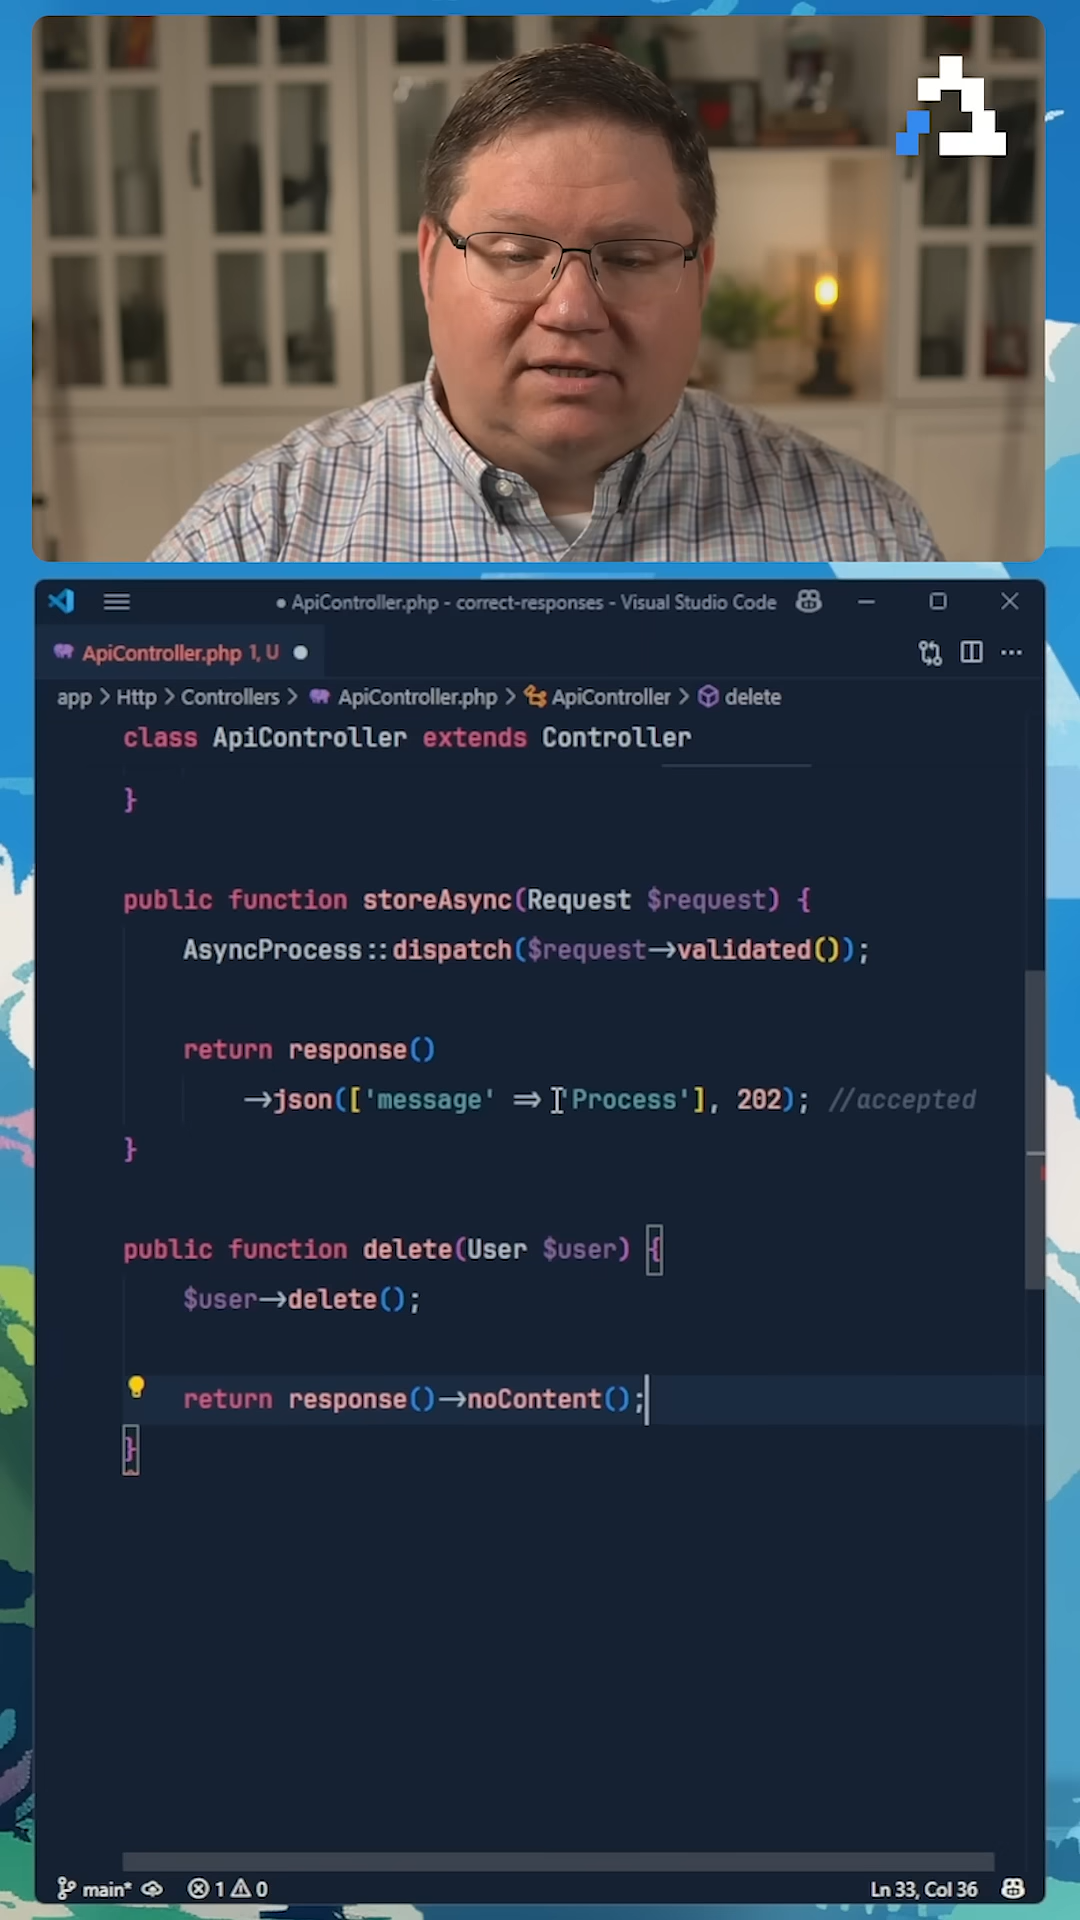 ApiController.php - correct-responses - Visual Studio Code
ApiController.php 1, U
app > Http > Controllers > ApiController.php > ApiController > delete
class ApiController extends Controller
}
public function storeAsync(Request $request) {
AsyncProcess::dispatch($request->validated());
return response()
->json(['message' => 'Process'], 202); //accepted
}
public function delete(User $user) {
$user->delete();
return response()->noContent();
}
main* 1 0 Ln 33, Col 36